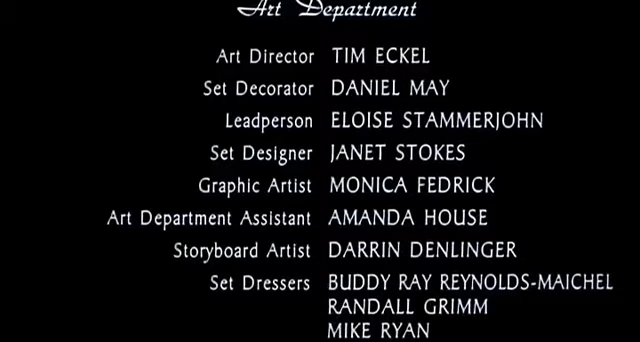 Art Department
Art Director TIM ECKEL
Set Decorator DANIEL MAY
Leadperson ELOISE STAMMERJOHN
Set Designer JANET STOKES
Graphic Artist MONICA FEDRICK
Art Department Assistant AMANDA HOUSE
Storyboard Artist DARRIN DENLINGER
Set Dressers BUDDY RAY REYNOLDS-MAICHEL
RANDALL GRIMM
MIKE RYAN